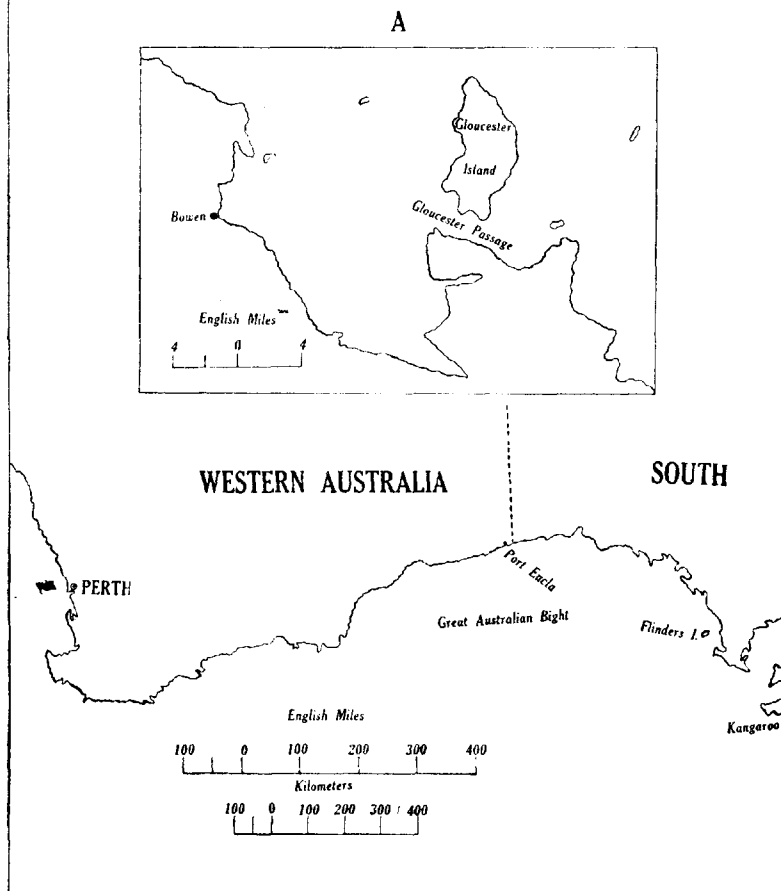 A
Gloucester
Island
Gloucester Passage
Bowen
English Miles
4 0 4
WESTERN AUSTRALIA
SOUTH
PERTH
Port Eucla
Great Australian Bight
Flinders I.
Kangaroo
English Miles
100 0 100 200 300 400
Kilometers
100 0 100 200 300 400